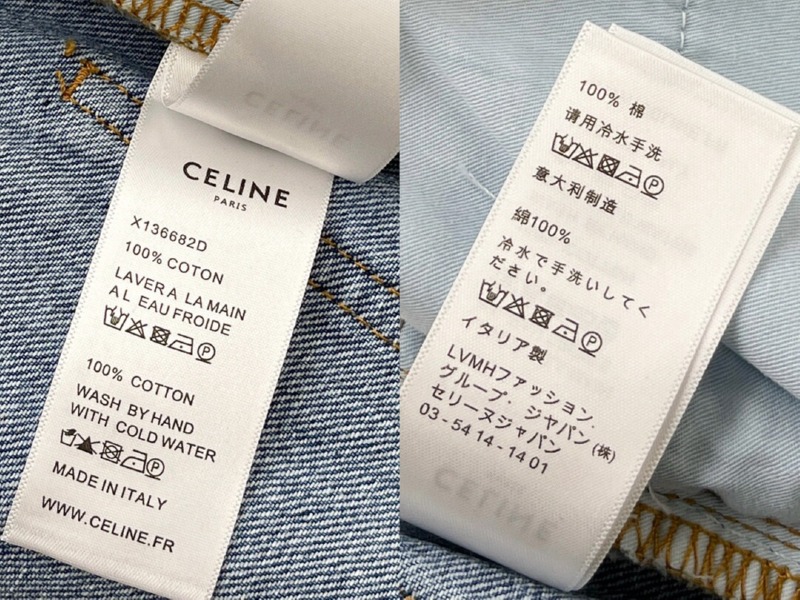 CELINE
CELINE
PARIS
X136682D
100% COTON
LAVER A LA MAIN
A L EAU FROIDE
100% COTTON
WASH BY HAND
WITH COLD WATER
MADE IN ITALY
WWW.CELINE.FR
100% 棉
请用冷水手洗
意大利制造
綿100%
冷水で手洗いしてく
ださい。
イタリア製
LVMHファッション.
グループ・ジャパン(株)
セリーヌジャパン
03-5414-1401
CELINE